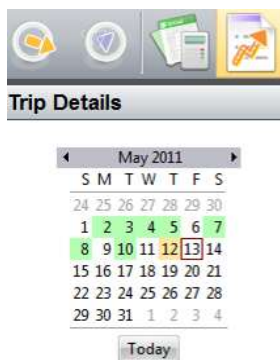 Trip Details
May 2011
S M T W T F S
24 25 26 27 28 29 30
1 2 3 4 5 6 7
8 9 10 11 12 13 14
15 16 17 18 19 20 21
22 23 24 25 26 27 28
29 30 31 1 2 3 4
Today